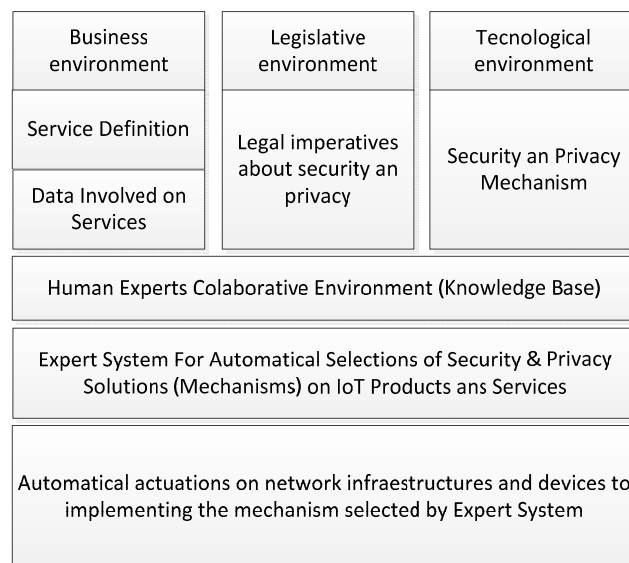 Business
environment
Service Definition
Data Involved on
Services
Legislative
environment
Legal imperatives
about security an
privacy
Tecnological
environment
Security an Privacy
Mechanism
Human Experts Colaborative Environment (Knowledge Base)
Expert System For Automatical Selections of Security & Privacy
Solutions (Mechanisms) on IoT Products ans Services
Automatical actuations on network infraestructures and devices to
implementing the mechanism selected by Expert System